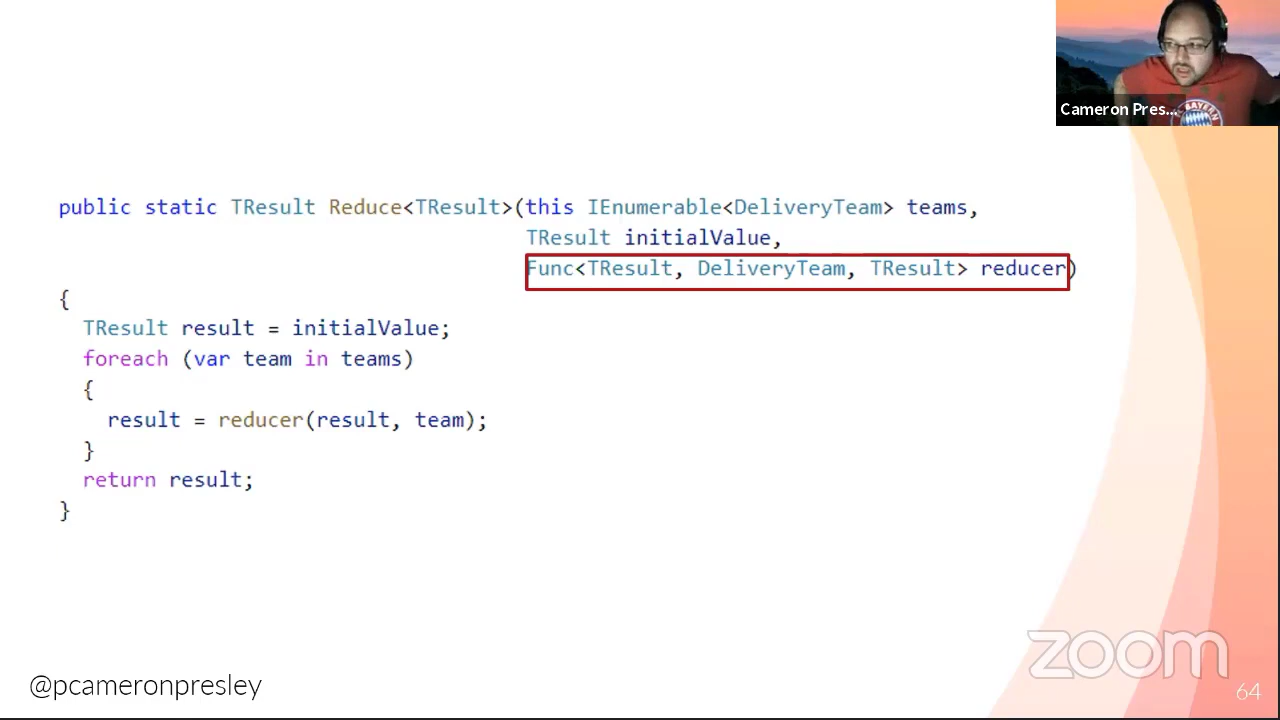 Cameron Pres...
BAYERN
public static TResult Reduce<TResult>(this IEnumerable<DeliveryTeam> teams,
TResult initialValue,
Func<TResult, DeliveryTeam, TResult> reducer)
{
TResult result = initialValue;
foreach (var team in teams)
{
result = reducer(result, team);
}
return result;
}
zoom
@pcameronpresley
64